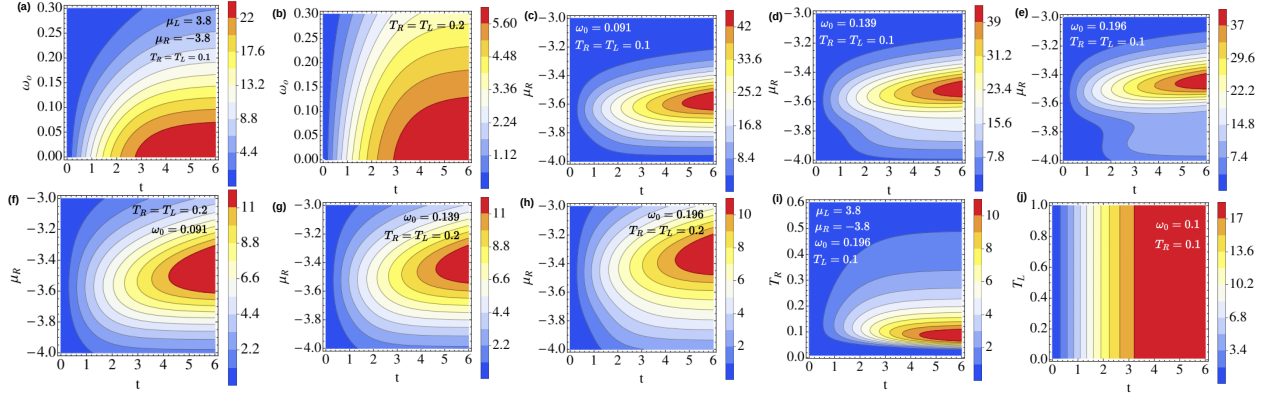 (a)
μ_L = 3.8
μ_R = −3.8
T_R = T_L = 0.1
ω_o
0.30
0.25
0.20
0.15
0.10
0.05
0.00
0 1 2 3 4 5 6
t
22
17.6
13.2
8.8
4.4
(b)
T_R = T_L = 0.2
ω_o
0.30
0.25
0.20
0.15
0.10
0.05
0.00
0 1 2 3 4 5 6
t
5.60
4.48
3.36
2.24
1.12
(c)
ω_0 = 0.091
T_R = T_L = 0.1
μ_R
−3.0
−3.2
−3.4
−3.6
−3.8
−4.0
0 1 2 3 4 5 6
t
42
33.6
25.2
16.8
8.4
(d)
ω_0 = 0.139
T_R = T_L = 0.1
μ_R
−3.0
−3.2
−3.4
−3.6
−3.8
−4.0
0 1 2 3 4 5 6
t
39
31.2
23.4
15.6
7.8
(e)
ω_0 = 0.196
T_R = T_L = 0.1
μ_R
−3.0
−3.2
−3.4
−3.6
−3.8
−4.0
0 1 2 3 4 5 6
t
37
29.6
22.2
14.8
7.4
(f)
T_R = T_L = 0.2
ω_0 = 0.091
μ_R
−3.0
−3.2
−3.4
−3.6
−3.8
−4.0
0 1 2 3 4 5 6
t
11
8.8
6.6
4.4
2.2
(g)
ω_0 = 0.139
T_R = T_L = 0.2
μ_R
−3.0
−3.2
−3.4
−3.6
−3.8
−4.0
0 1 2 3 4 5 6
t
11
8.8
6.6
4.4
2.2
(h)
ω_0 = 0.196
T_R = T_L = 0.2
μ_R
−3.0
−3.2
−3.4
−3.6
−3.8
−4.0
0 1 2 3 4 5 6
t
10
8
6
4
2
(i)
μ_L = 3.8
μ_R = −3.8
ω_0 = 0.196
T_L = 0.1
T_R
0.6
0.5
0.4
0.3
0.2
0.1
0.0
0 1 2 3 4 5 6
t
10
8
6
4
2
(j)
ω_0 = 0.1
T_R = 0.1
T_L
1.0
0.8
0.6
0.4
0.2
0.0
0 1 2 3 4 5 6
t
17
13.6
10.2
6.8
3.4